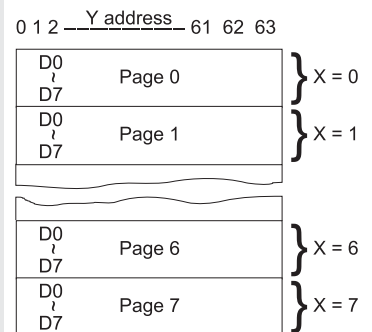 Y address
0 1 2 61 62 63
D0
~
D7
Page 0
X = 0
D0
~
D7
Page 1
X = 1
D0
~
D7
Page 6
X = 6
D0
~
D7
Page 7
X = 7